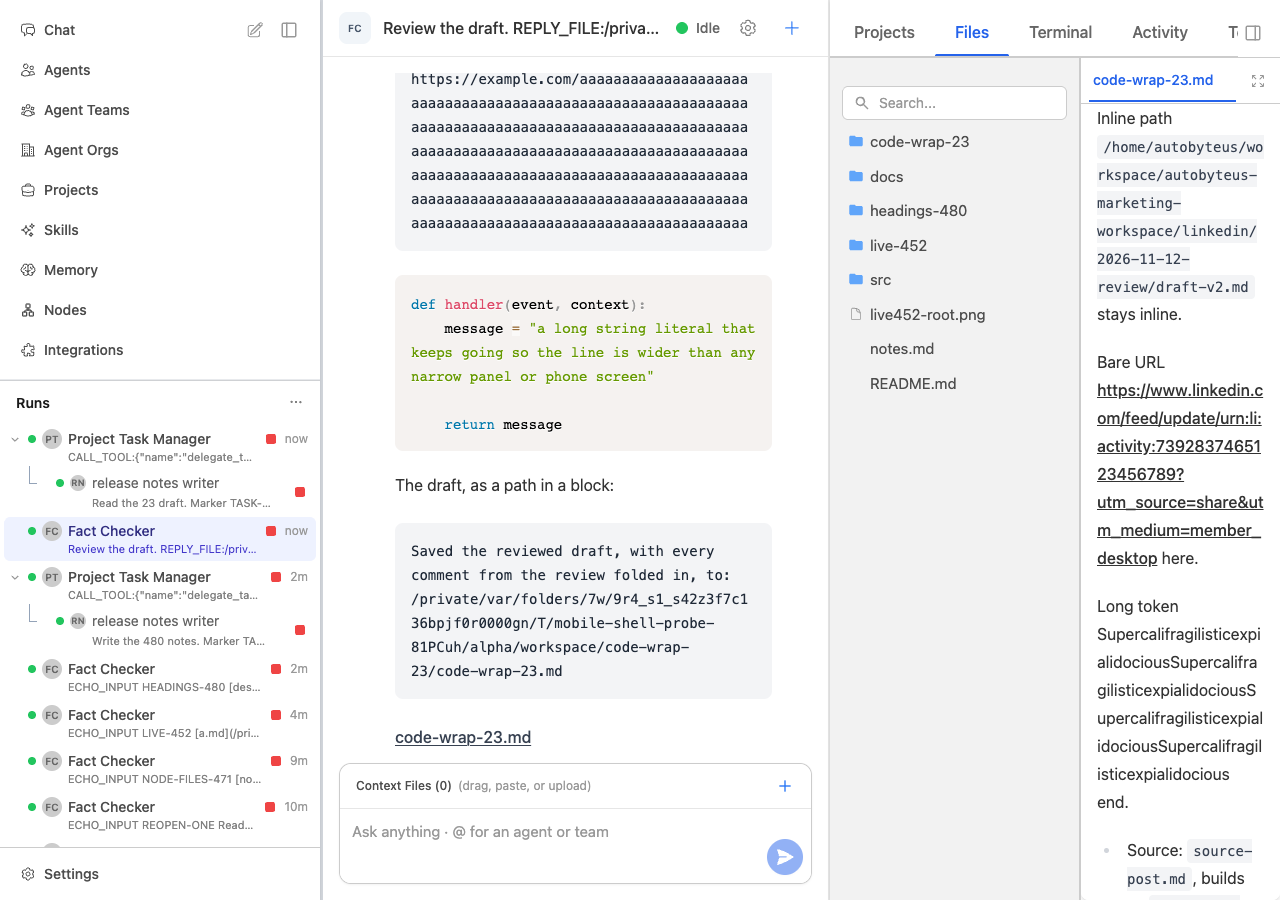 Chat
Agents
Agent Teams
Agent Orgs
Projects
Skills
Memory
Nodes
Integrations
Runs
PT Project Task Manager now
CALL_TOOL:{"name":"delegate_t...
RN release notes writer
Read the 23 draft. Marker TASK-...
FC Fact Checker now
Review the draft. REPLY_FILE:/priv...
PT Project Task Manager 2m
CALL_TOOL:{"name":"delegate_ta...
RN release notes writer
Write the 480 notes. Marker TA...
FC Fact Checker 2m
ECHO_INPUT HEADINGS-480 [des...
FC Fact Checker 4m
ECHO_INPUT LIVE-452 [a.md](/pri...
FC Fact Checker 9m
ECHO_INPUT NODE-FILES-471 [no...
FC Fact Checker 10m
ECHO_INPUT REOPEN-ONE Read...
Settings
FC Review the draft. REPLY_FILE:/priva... Idle
https://example.com/aaaaaaaaaaaaaaaaaaaa
aaaaaaaaaaaaaaaaaaaaaaaaaaaaaaaaaaaaaaaa
aaaaaaaaaaaaaaaaaaaaaaaaaaaaaaaaaaaaaaaa
aaaaaaaaaaaaaaaaaaaaaaaaaaaaaaaaaaaaaaaa
aaaaaaaaaaaaaaaaaaaaaaaaaaaaaaaaaaaaaaaa
aaaaaaaaaaaaaaaaaaaaaaaaaaaaaaaaaaaaaaaa
aaaaaaaaaaaaaaaaaaaaaaaaaaaaaaaaaaaaaaaa
def handler(event, context):
message = "a long string literal that
keeps going so the line is wider than any
narrow panel or phone screen"
return message
The draft, as a path in a block:
Saved the reviewed draft, with every
comment from the review folded in, to:
/private/var/folders/7w/9r4_s1_s42z3f7c1
36bpjf0r0000gn/T/mobile-shell-probe-
81PCuh/alpha/workspace/code-wrap-
23/code-wrap-23.md
code-wrap-23.md
Context Files (0) (drag, paste, or upload)
Ask anything · @ for an agent or team
Projects Files Terminal Activity
Search...
code-wrap-23
docs
headings-480
live-452
src
live452-root.png
notes.md
README.md
code-wrap-23.md
Inline path
/home/autobyteus/wo
rkspace/autobyteus-
marketing-
workspace/linkedin/
2026-11-12-
review/draft-v2.md
stays inline.
Bare URL
https://www.linkedin.c
om/feed/update/urn:li:
activity:73928374651
23456789?
utm_source=share&ut
m_medium=member_
desktop here.
Long token
Supercalifragilisticexpi
alidociousSupercalifra
gilisticexpialidociousS
upercalifragilisticexpial
idociousSupercalifragil
isticexpialidocious
end.
Source: source-
post.md, builds